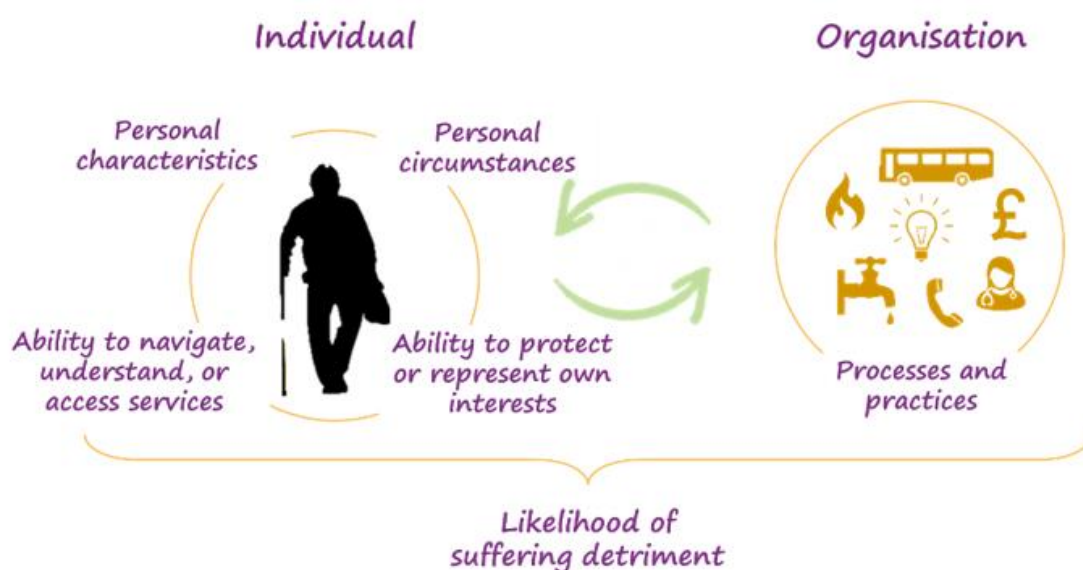 Individual
Organisation
Personal
characteristics
Personal
circumstances
£
Ability to navigate,
understand, or
access services
Ability to protect
or represent own
interests
Processes and
practices
Likelihood of
suffering detriment